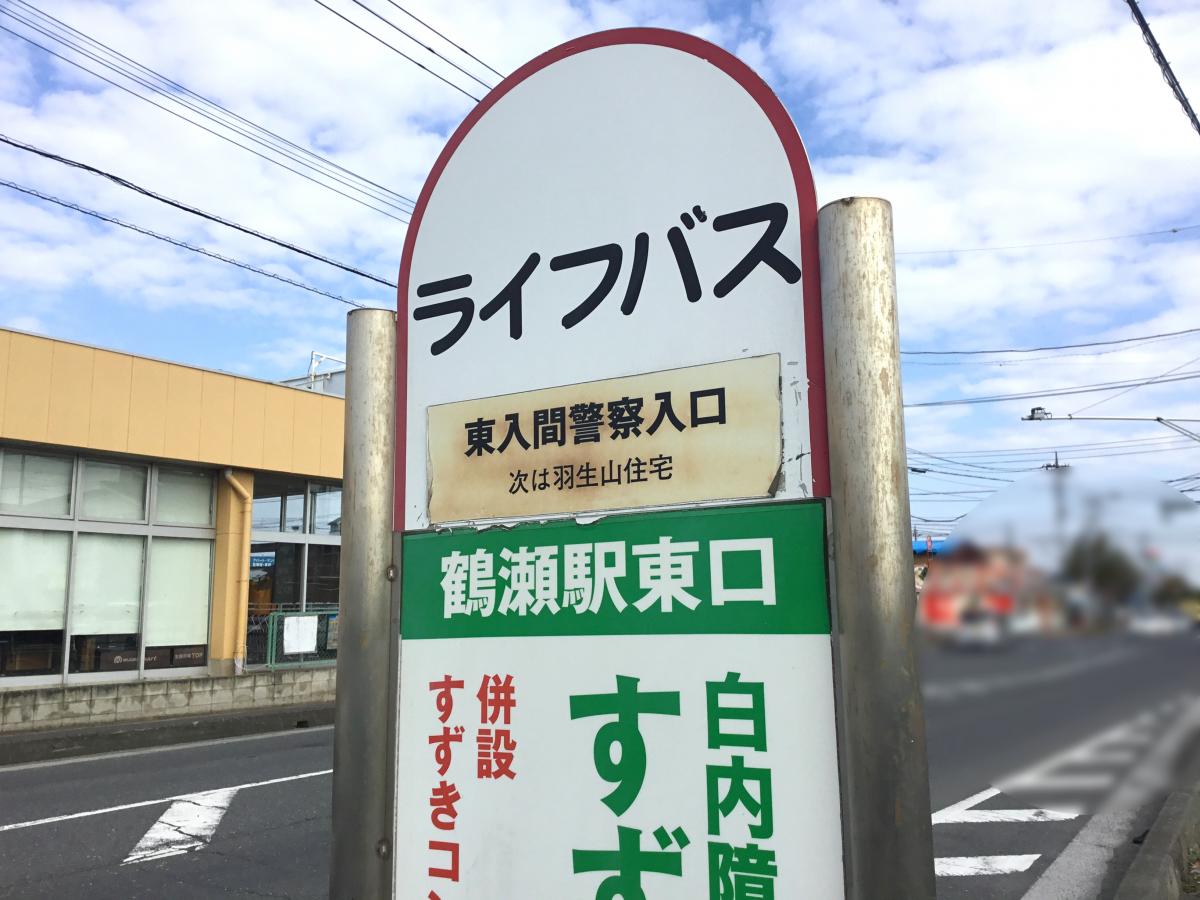 ライフバス
東入間警察入口
次は羽生山住宅
鶴瀬駅東口
白内障
すず
併設
すずきコン